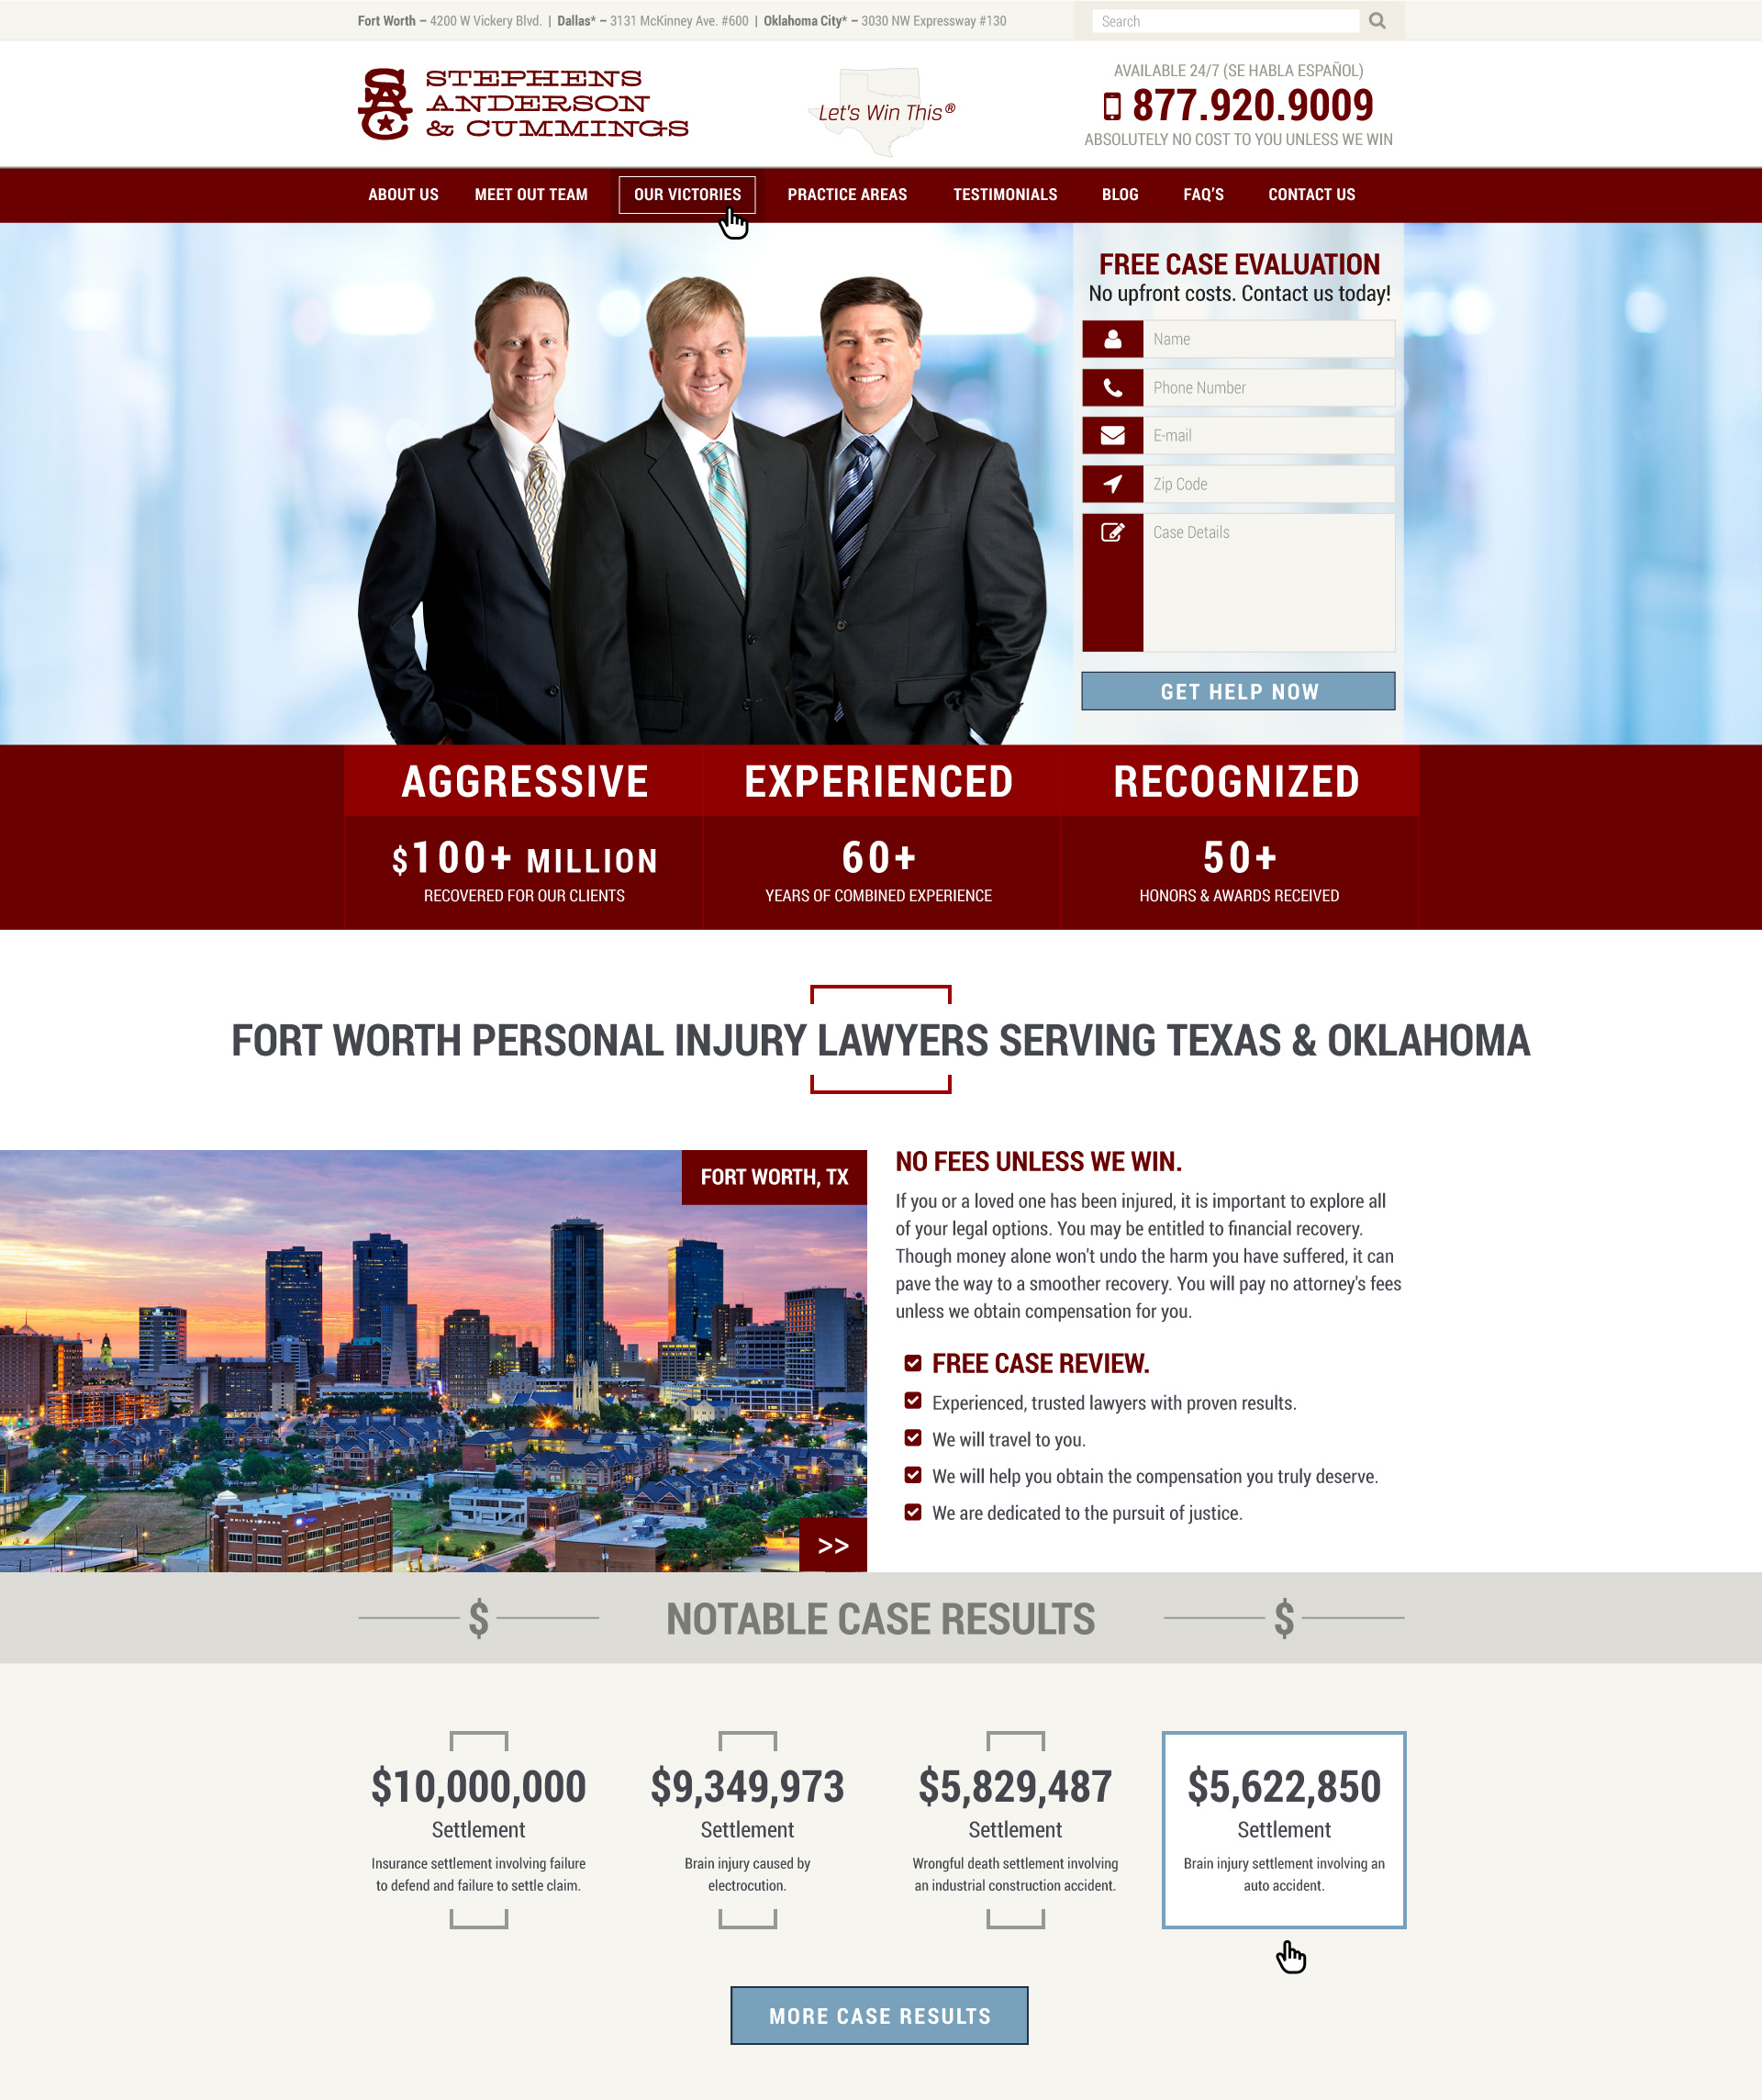 Fort Worth – 4200 W Vickery Blvd. | Dallas* – 3131 McKinney Ave. #600 | Oklahoma City* – 3030 NW Expressway #130
Search
STEPHENS
ANDERSON
& CUMMINGS
Let's Win This®
AVAILABLE 24/7 (SE HABLA ESPAÑOL)
877.920.9009
ABSOLUTELY NO COST TO YOU UNLESS WE WIN
ABOUT US MEET OUT TEAM OUR VICTORIES PRACTICE AREAS TESTIMONIALS BLOG FAQ'S CONTACT US
FREE CASE EVALUATION
No upfront costs. Contact us today!
Name
Phone Number
E-mail
Zip Code
Case Details
GET HELP NOW
AGGRESSIVE
$100+ MILLION
RECOVERED FOR OUR CLIENTS
EXPERIENCED
60+
YEARS OF COMBINED EXPERIENCE
RECOGNIZED
50+
HONORS & AWARDS RECEIVED
FORT WORTH PERSONAL INJURY LAWYERS SERVING TEXAS & OKLAHOMA
FORT WORTH, TX
>>
NO FEES UNLESS WE WIN.
If you or a loved one has been injured, it is important to explore all
of your legal options. You may be entitled to financial recovery.
Though money alone won't undo the harm you have suffered, it can
pave the way to a smoother recovery. You will pay no attorney's fees
unless we obtain compensation for you.
FREE CASE REVIEW.
Experienced, trusted lawyers with proven results.
We will travel to you.
We will help you obtain the compensation you truly deserve.
We are dedicated to the pursuit of justice.
$ NOTABLE CASE RESULTS $
$10,000,000
Settlement
Insurance settlement involving failure
to defend and failure to settle claim.
$9,349,973
Settlement
Brain injury caused by
electrocution.
$5,829,487
Settlement
Wrongful death settlement involving
an industrial construction accident.
$5,622,850
Settlement
Brain injury settlement involving an
auto accident.
MORE CASE RESULTS